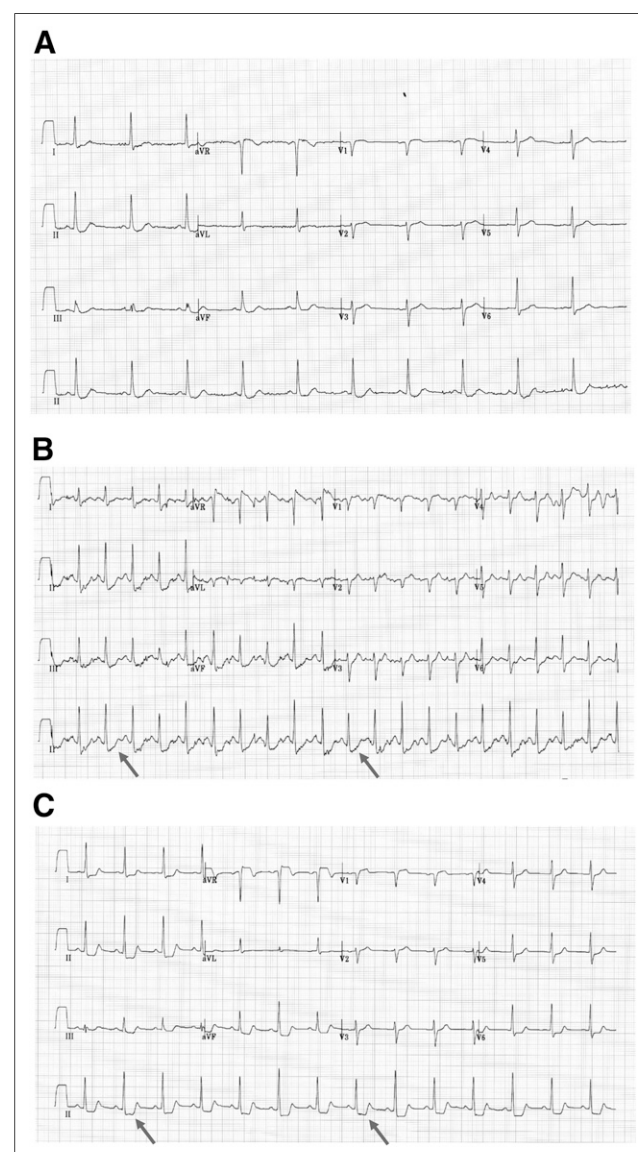 A
I aVR V1 V4
II aVL V2 V5
III aVF V3 V6
II
B
I aVR V1 V4
II aVL V2 V5
III aVF V3 V6
II
C
I aVR V1 V4
II aVL V2 V5
III aVF V3 V6
II